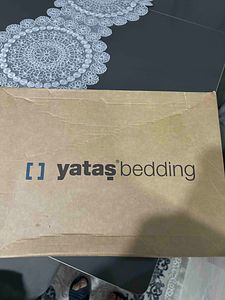 [ ] yataş® bedding